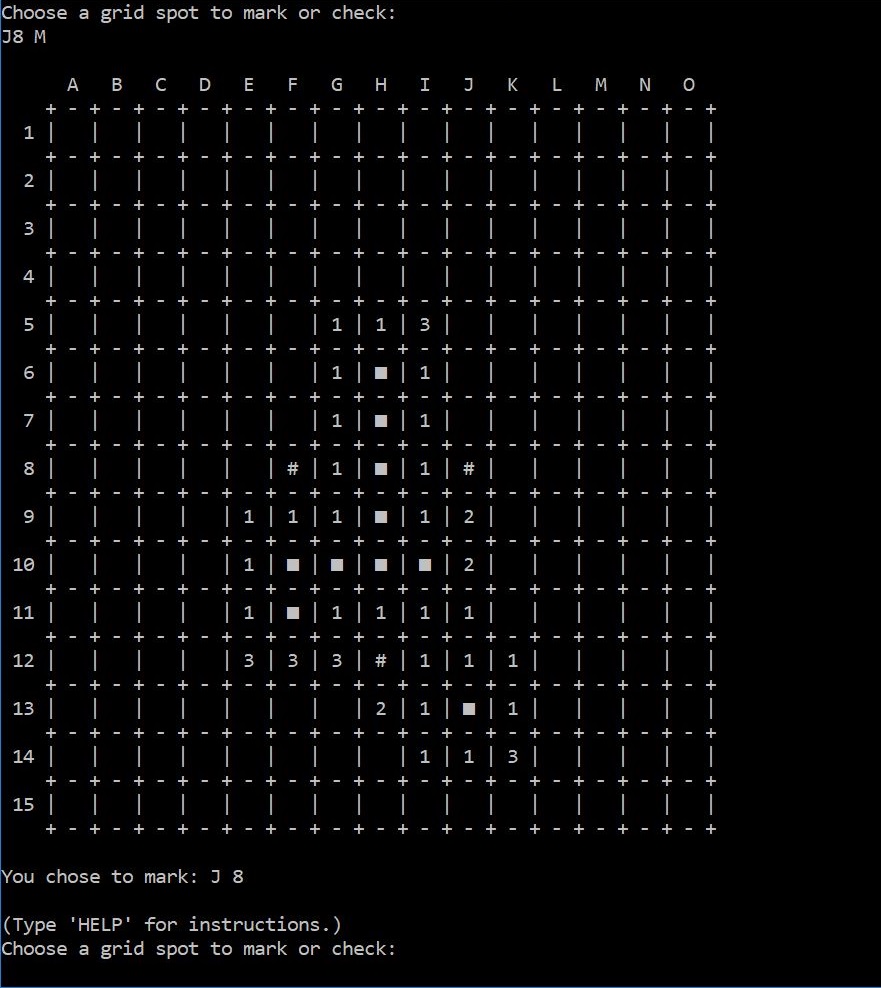 Choose a grid spot to mark or check:
J8 M
A B C D E F G H I J K L M N O
+ - + - + - + - + - + - + - + - + - + - + - + - + - + - + - +
1 | | | | | | | | | | | | | | | |
+ - + - + - + - + - + - + - + - + - + - + - + - + - + - + - +
2 | | | | | | | | | | | | | | | |
+ - + - + - + - + - + - + - + - + - + - + - + - + - + - + - +
3 | | | | | | | | | | | | | | | |
+ - + - + - + - + - + - + - + - + - + - + - + - + - + - + - +
4 | | | | | | | | | | | | | | | |
+ - + - + - + - + - + - + - + - + - + - + - + - + - + - + - +
5 | | | | | | | 1 | 1 | 3 | | | | | | |
+ - + - + - + - + - + - + - + - + - + - + - + - + - + - + - +
6 | | | | | | | 1 | ■ | 1 | | | | | | |
+ - + - + - + - + - + - + - + - + - + - + - + - + - + - + - +
7 | | | | | | | 1 | ■ | 1 | | | | | | |
+ - + - + - + - + - + - + - + - + - + - + - + - + - + - + - +
8 | | | | | | # | 1 | ■ | 1 | # | | | | | |
+ - + - + - + - + - + - + - + - + - + - + - + - + - + - + - +
9 | | | | | 1 | 1 | 1 | ■ | 1 | 2 | | | | | |
+ - + - + - + - + - + - + - + - + - + - + - + - + - + - + - +
10 | | | | | 1 | ■ | ■ | ■ | ■ | 2 | | | | | |
+ - + - + - + - + - + - + - + - + - + - + - + - + - + - + - +
11 | | | | | 1 | ■ | 1 | 1 | 1 | 1 | | | | | |
+ - + - + - + - + - + - + - + - + - + - + - + - + - + - + - +
12 | | | | | 3 | 3 | 3 | # | 1 | 1 | 1 | | | | |
+ - + - + - + - + - + - + - + - + - + - + - + - + - + - + - +
13 | | | | | | | | 2 | 1 | ■ | 1 | | | | |
+ - + - + - + - + - + - + - + - + - + - + - + - + - + - + - +
14 | | | | | | | | | 1 | 1 | 3 | | | | |
+ - + - + - + - + - + - + - + - + - + - + - + - + - + - + - +
15 | | | | | | | | | | | | | | | |
+ - + - + - + - + - + - + - + - + - + - + - + - + - + - + - +
You chose to mark: J 8
(Type 'HELP' for instructions.)
Choose a grid spot to mark or check: